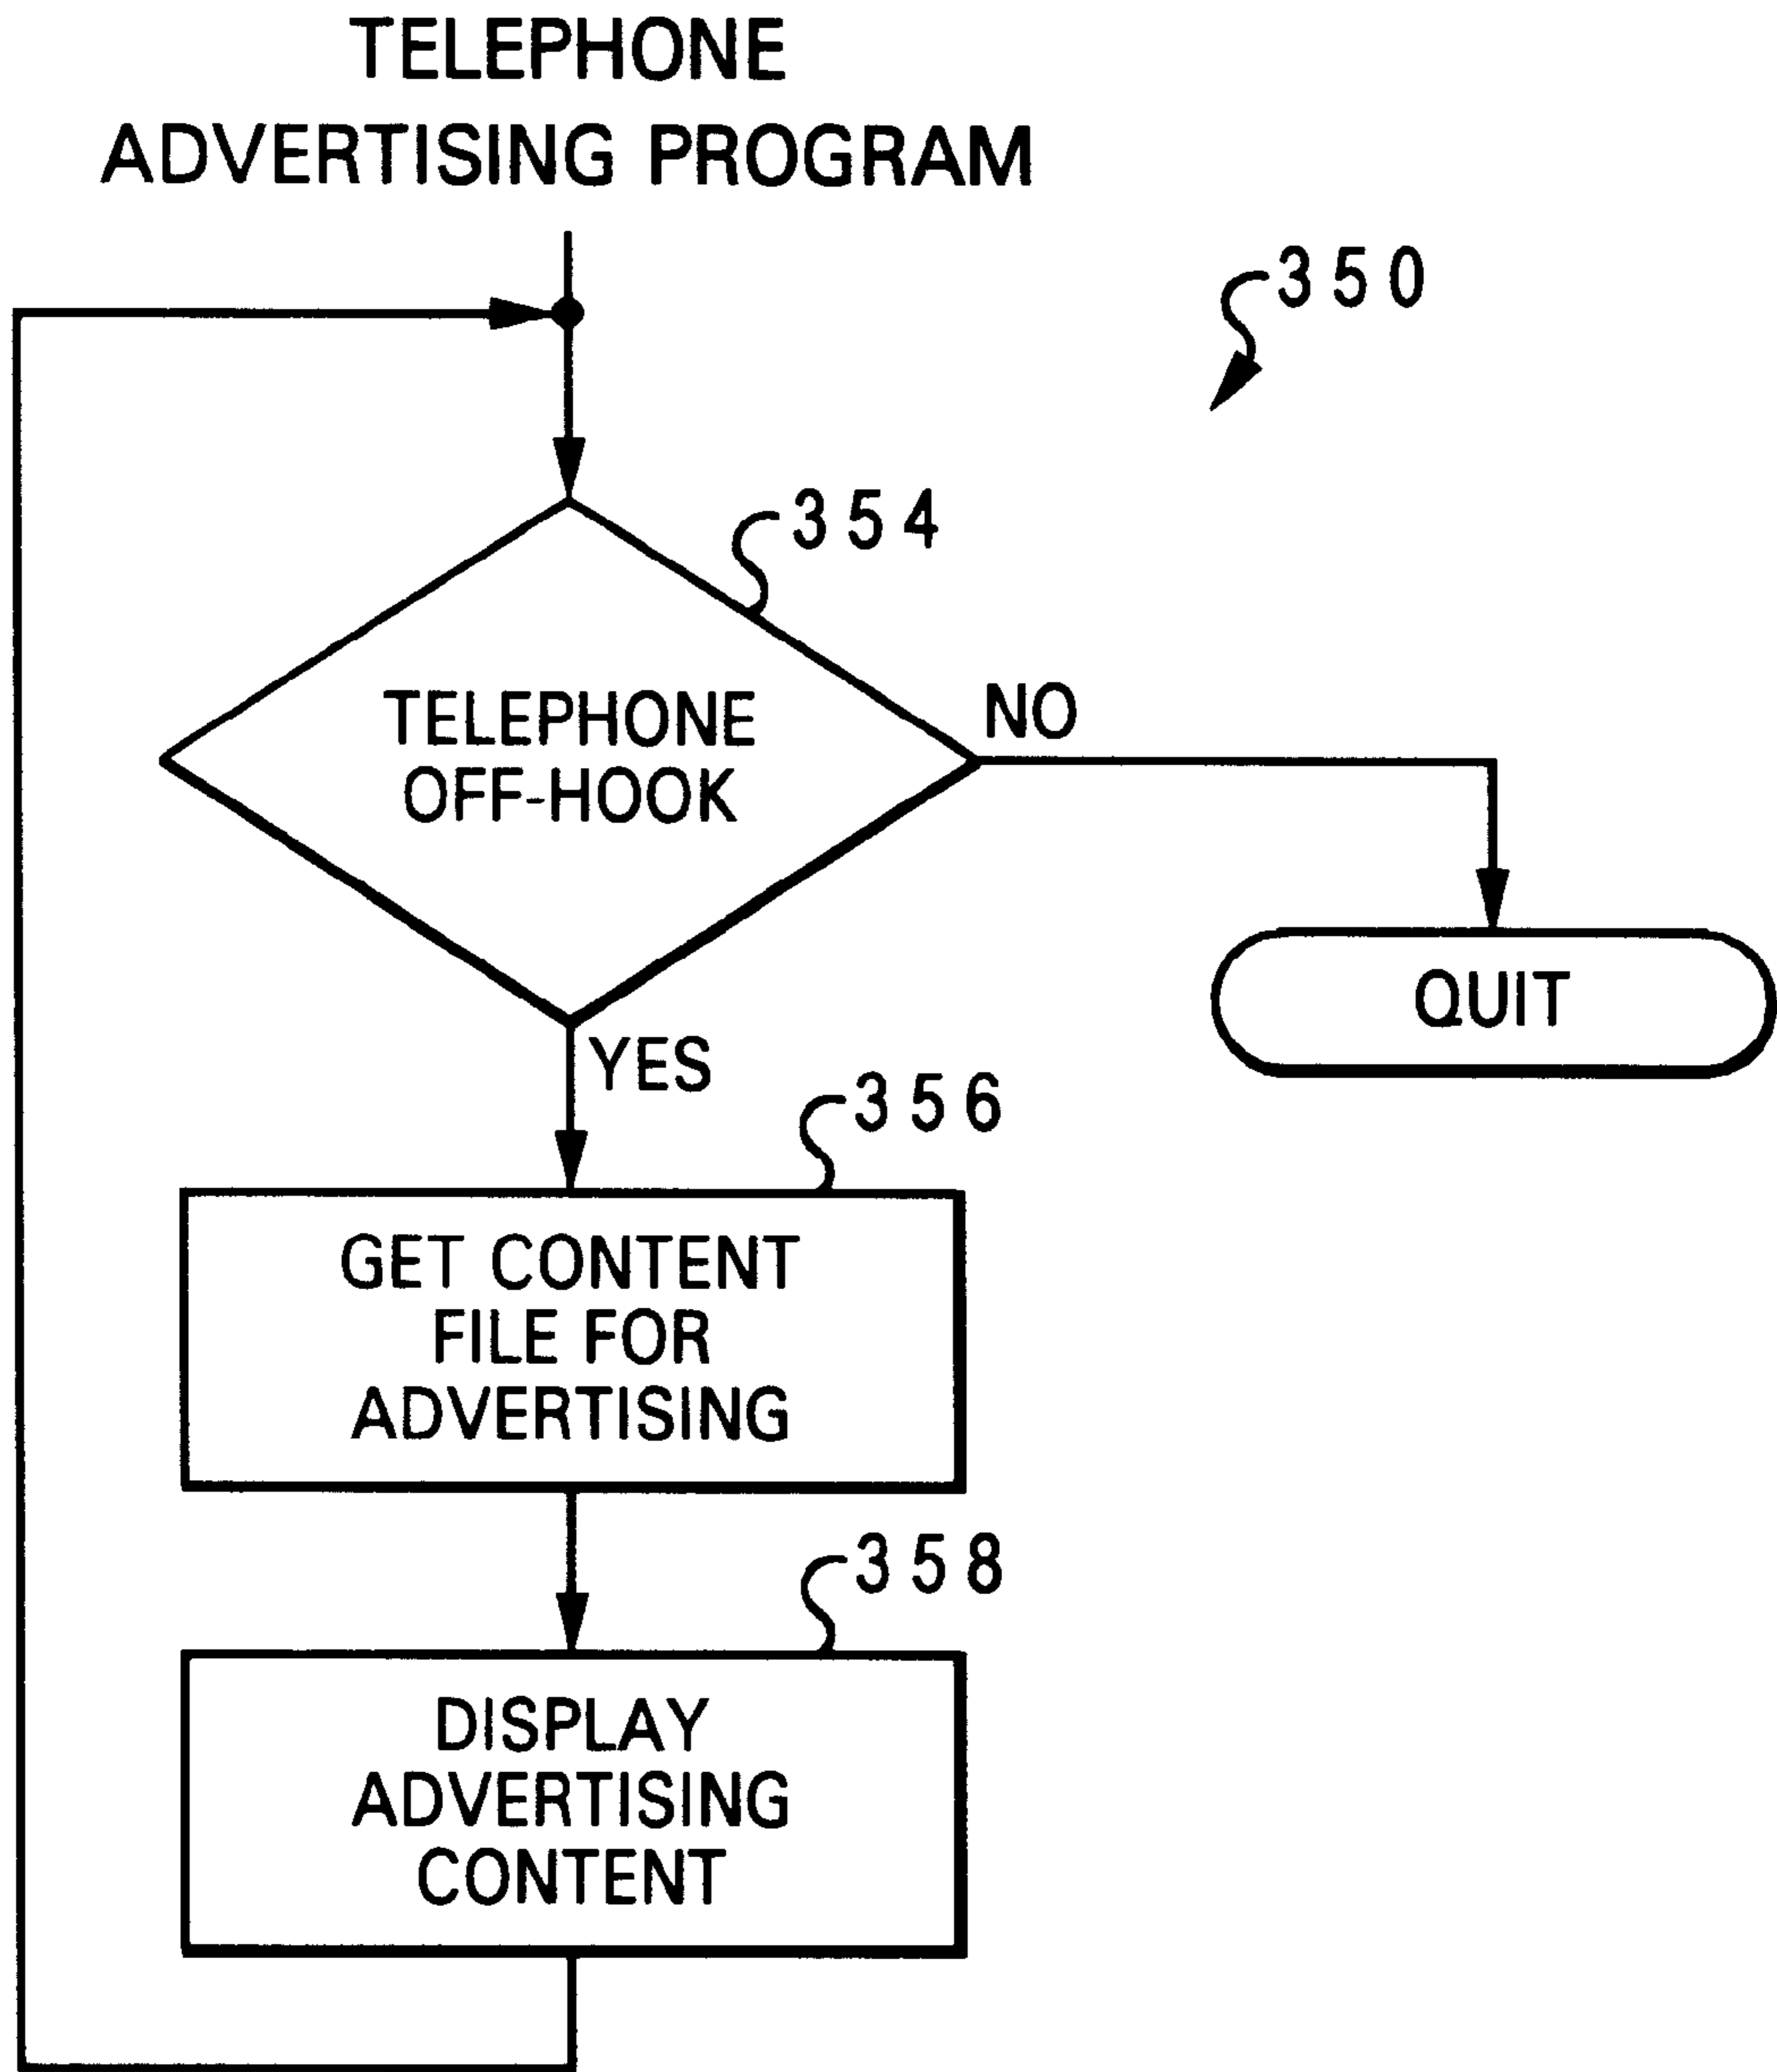 TELEPHONE
ADVERTISING PROGRAM
350
354
TELEPHONE
OFF-HOOK
NO
QUIT
YES
356
GET CONTENT
FILE FOR
ADVERTISING
358
DISPLAY
ADVERTISING
CONTENT